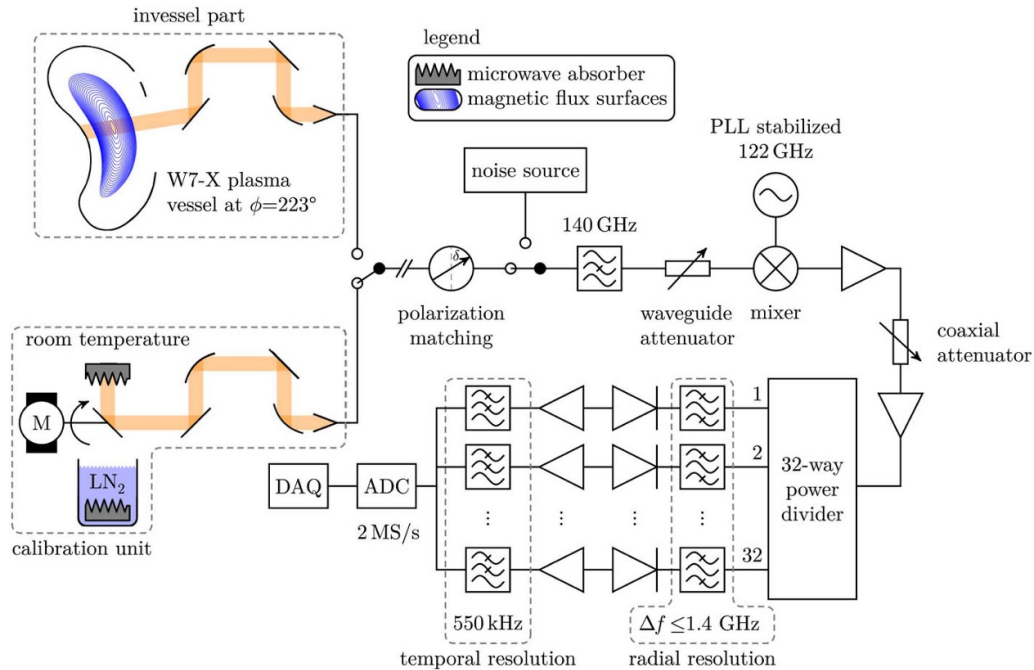 invessel part
legend
microwave absorber
magnetic flux surfaces
W7-X plasma
vessel at ϕ=223°
PLL stabilized
122 GHz
noise source
140 GHz
δ
polarization
matching
waveguide
attenuator
mixer
coaxial
attenuator
room temperature
M
LN₂
calibration unit
DAQ
ADC
2 MS/s
1
2
32
32-way
power
divider
⋮
⋮
⋮
⋮
550 kHz
Δf ≤1.4 GHz
temporal resolution
radial resolution